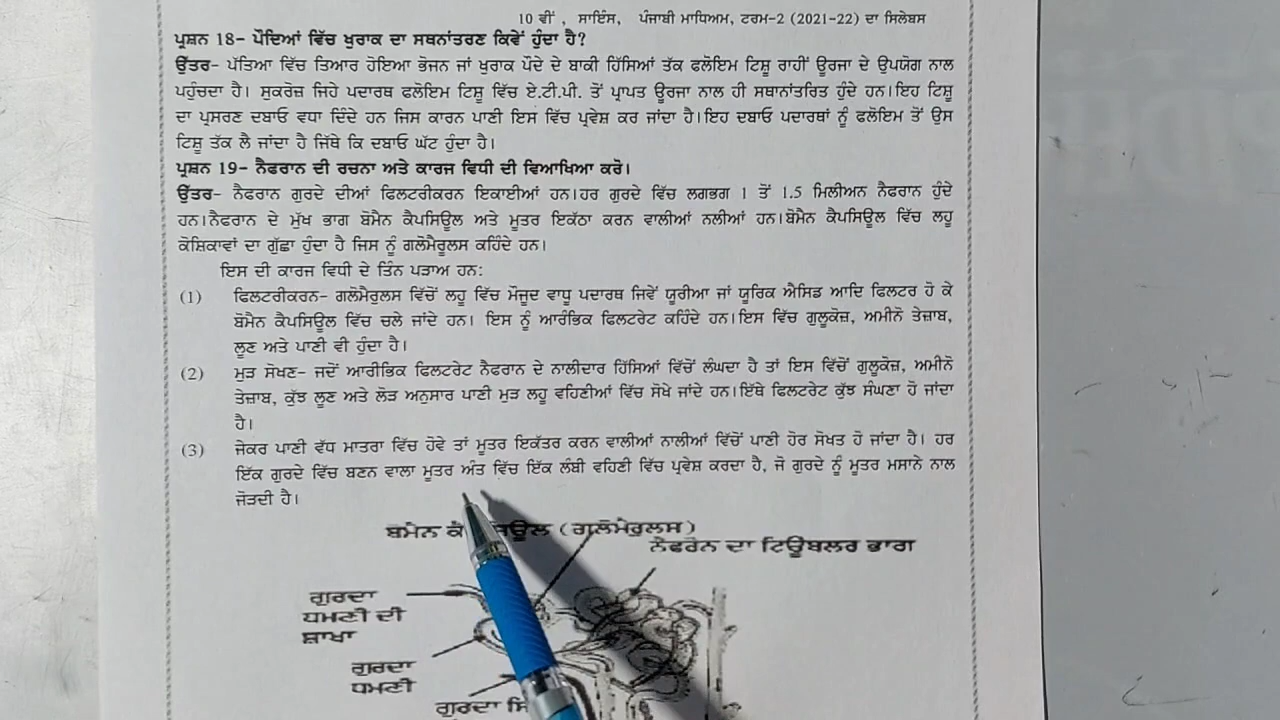 10 ਵੀਂ , ਸਾਇੰਸ, ਪੰਜਾਬੀ ਮਾਧਿਅਮ, ਟਰਮ-2 (2021-22) ਦਾ ਸਿਲੇਬਸ
ਪ੍ਰਸ਼ਨ 18- ਪੌਦਿਆਂ ਵਿੱਚ ਖੁਰਾਕ ਦਾ ਸਥਨਾਂਤਰਣ ਕਿਵੇਂ ਹੁੰਦਾ ਹੈ?
ਉੱਤਰ- ਪੱਤਿਆ ਵਿੱਚ ਤਿਆਰ ਹੋਇਆ ਭੋਜਨ ਜਾਂ ਖੁਰਾਕ ਪੌਦੇ ਦੇ ਬਾਕੀ ਹਿੱਸਿਆਂ ਤੱਕ ਫਲੋਇਮ ਟਿਸ਼ੂ ਰਾਹੀਂ ਊਰਜਾ ਦੇ ਉਪਯੋਗ ਨਾਲ
ਪਹੁੰਚਦਾ ਹੈ। ਸੁਕਰੋਜ਼ ਜਿਹੇ ਪਦਾਰਥ ਫਲੋਇਮ ਟਿਸ਼ੂ ਵਿੱਚ ਏ.ਟੀ.ਪੀ. ਤੋਂ ਪ੍ਰਾਪਤ ਊਰਜਾ ਨਾਲ ਹੀ ਸਥਾਨਾਂਤਰਿਤ ਹੁੰਦੇ ਹਨ।ਇਹ ਟਿਸ਼ੂ
ਦਾ ਪ੍ਰਸਰਣ ਦਬਾਓ ਵਧਾ ਦਿੰਦੇ ਹਨ ਜਿਸ ਕਾਰਨ ਪਾਣੀ ਇਸ ਵਿੱਚ ਪ੍ਰਵੇਸ਼ ਕਰ ਜਾਂਦਾ ਹੈ।ਇਹ ਦਬਾਓ ਪਦਾਰਥਾਂ ਨੂੰ ਫਲੋਇਮ ਤੋਂ ਉਸ
ਟਿਸ਼ੂ ਤੱਕ ਲੈ ਜਾਂਦਾ ਹੈ ਜਿੱਥੇ ਕਿ ਦਬਾਓ ਘੱਟ ਹੁੰਦਾ ਹੈ।
ਪ੍ਰਸ਼ਨ 19- ਨੈਫਰਾਨ ਦੀ ਰਚਨਾ ਅਤੇ ਕਾਰਜ ਵਿਧੀ ਦੀ ਵਿਆਖਿਆ ਕਰੋ।
ਉੱਤਰ- ਨੈਫਰਾਨ ਗੁਰਦੇ ਦੀਆਂ ਫਿਲਟਰੀਕਰਨ ਇਕਾਈਆਂ ਹਨ।ਹਰ ਗੁਰਦੇ ਵਿੱਚ ਲਗਭਗ 1 ਤੋਂ 1.5 ਮਿਲੀਅਨ ਨੈਫਰਾਨ ਹੁੰਦੇ
ਹਨ।ਨੈਫਰਾਨ ਦੇ ਮੁੱਖ ਭਾਗ ਬੋਮੈਨ ਕੈਪਸਿਊਲ ਅਤੇ ਮੂਤਰ ਇਕੱਠਾ ਕਰਨ ਵਾਲੀਆਂ ਨਲੀਆਂ ਹਨ।ਬੋਮੈਨ ਕੈਪਸਿਊਲ ਵਿੱਚ ਲਹੂ
ਕੋਸ਼ਿਕਾਵਾਂ ਦਾ ਗੁੱਛਾ ਹੁੰਦਾ ਹੈ ਜਿਸ ਨੂੰ ਗਲੋਮੈਰੂਲਸ ਕਹਿੰਦੇ ਹਨ।
ਇਸ ਦੀ ਕਾਰਜ ਵਿਧੀ ਦੇ ਤਿੰਨ ਪੜਾਅ ਹਨ:
(1) ਫਿਲਟਰੀਕਰਨ- ਗਲੋਮੈਰੁਲਸ ਵਿੱਚੋਂ ਲਹੂ ਵਿੱਚ ਮੌਜੂਦ ਵਾਧੂ ਪਦਾਰਥ ਜਿਵੇਂ ਯੂਰੀਆ ਜਾਂ ਯੂਰਿਕ ਐਸਿਡ ਆਦਿ ਫਿਲਟਰ ਹੋ ਕੇ
ਬੋਮੈਨ ਕੈਪਸਿਊਲ ਵਿੱਚ ਚਲੇ ਜਾਂਦੇ ਹਨ। ਇਸ ਨੂੰ ਆਰੰਭਿਕ ਫਿਲਟਰੇਟ ਕਹਿੰਦੇ ਹਨ।ਇਸ ਵਿੱਚ ਗੁਲੂਕੋਜ਼, ਅਮੀਨੋ ਤੇਜ਼ਾਬ,
ਲੂਣ ਅਤੇ ਪਾਣੀ ਵੀ ਹੁੰਦਾ ਹੈ।
(2) ਮੁੜ ਸੋਖਣ- ਜਦੋਂ ਆਰੀਭਿਕ ਫਿਲਟਰੇਟ ਨੈਫਰਾਨ ਦੇ ਨਾਲੀਦਾਰ ਹਿੱਸਿਆਂ ਵਿੱਚੋਂ ਲੰਘਦਾ ਹੈ ਤਾਂ ਇਸ ਵਿੱਚੋਂ ਗੁਲੂਕੋਜ਼, ਅਮੀਨੋ
ਤੇਜ਼ਾਬ, ਕੁੱਝ ਲੂਣ ਅਤੇ ਲੋੜ ਅਨੁਸਾਰ ਪਾਣੀ ਮੁੜ ਲਹੂ ਵਹਿਣੀਆਂ ਵਿੱਚ ਸੋਖੇ ਜਾਂਦੇ ਹਨ।ਇੱਥੇ ਫਿਲਟਰੇਟ ਕੁੱਝ ਸੰਘਣਾ ਹੋ ਜਾਂਦਾ
ਹੈ।
(3) ਜੇਕਰ ਪਾਣੀ ਵੱਧ ਮਾਤਰਾ ਵਿੱਚ ਹੋਵੇ ਤਾਂ ਮੂਤਰ ਇਕੱਤਰ ਕਰਨ ਵਾਲੀਆਂ ਨਾਲੀਆਂ ਵਿੱਚੋਂ ਪਾਣੀ ਹੋਰ ਸੋਖਤ ਹੋ ਜਾਂਦਾ ਹੈ। ਹਰ
ਇੱਕ ਗੁਰਦੇ ਵਿੱਚ ਬਣਨ ਵਾਲਾ ਮੂਤਰ ਅੰਤ ਵਿੱਚ ਇੱਕ ਲੰਬੀ ਵਹਿਣੀ ਵਿੱਚ ਪ੍ਰਵੇਸ਼ ਕਰਦਾ ਹੈ, ਜੋ ਗੁਰਦੇ ਨੂੰ ਮੂਤਰ ਮਸਾਨੇ ਨਾਲ
ਜੋੜਦੀ ਹੈ।
ਬਮੈਨ (ਗਲੋਮੈਰੁਲਸ)
ਨੈਫਰੋਨ ਦਾ ਟਿਊਬਲਰ ਭਾਗ
ਗੁਰਦਾ
ਧਮਣੀ ਦੀ
ਸ਼ਾਖਾ
ਗੁਰਦਾ
ਧਮਣੀ
ਗੁਰਦਾ